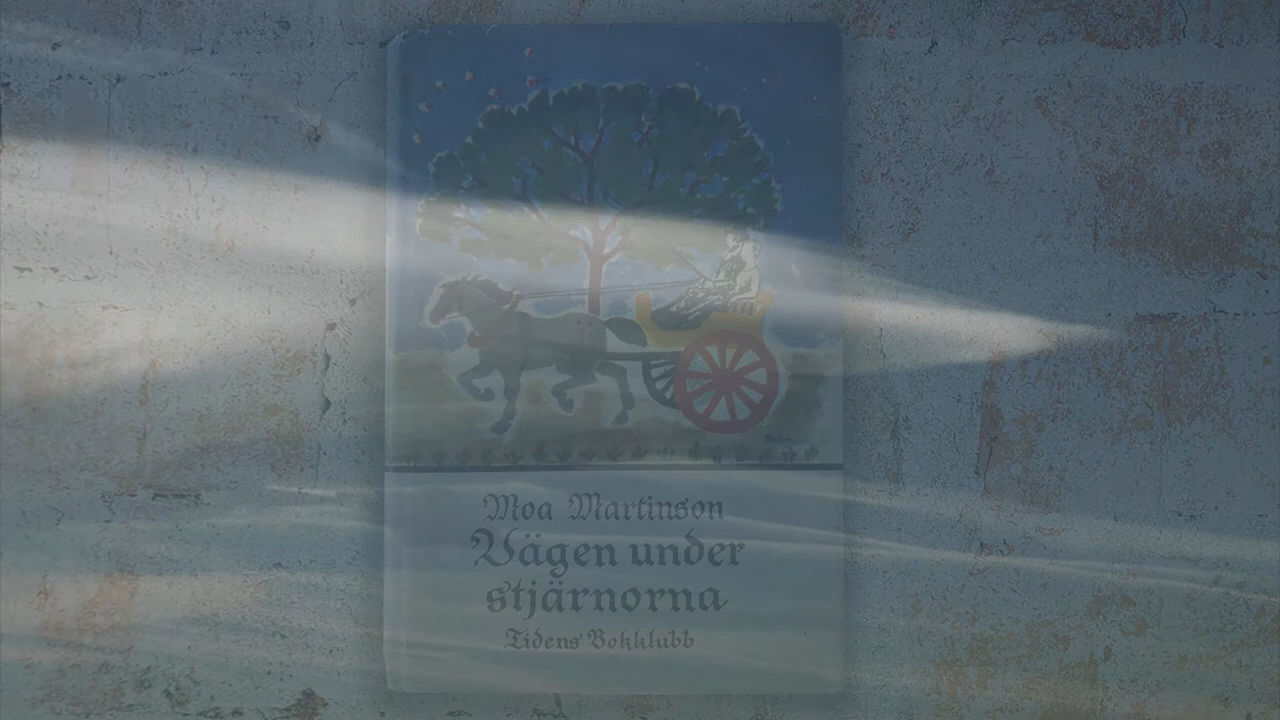 Moa Martinson
Vägen under
stjärnorna
Tidens Bokklubb